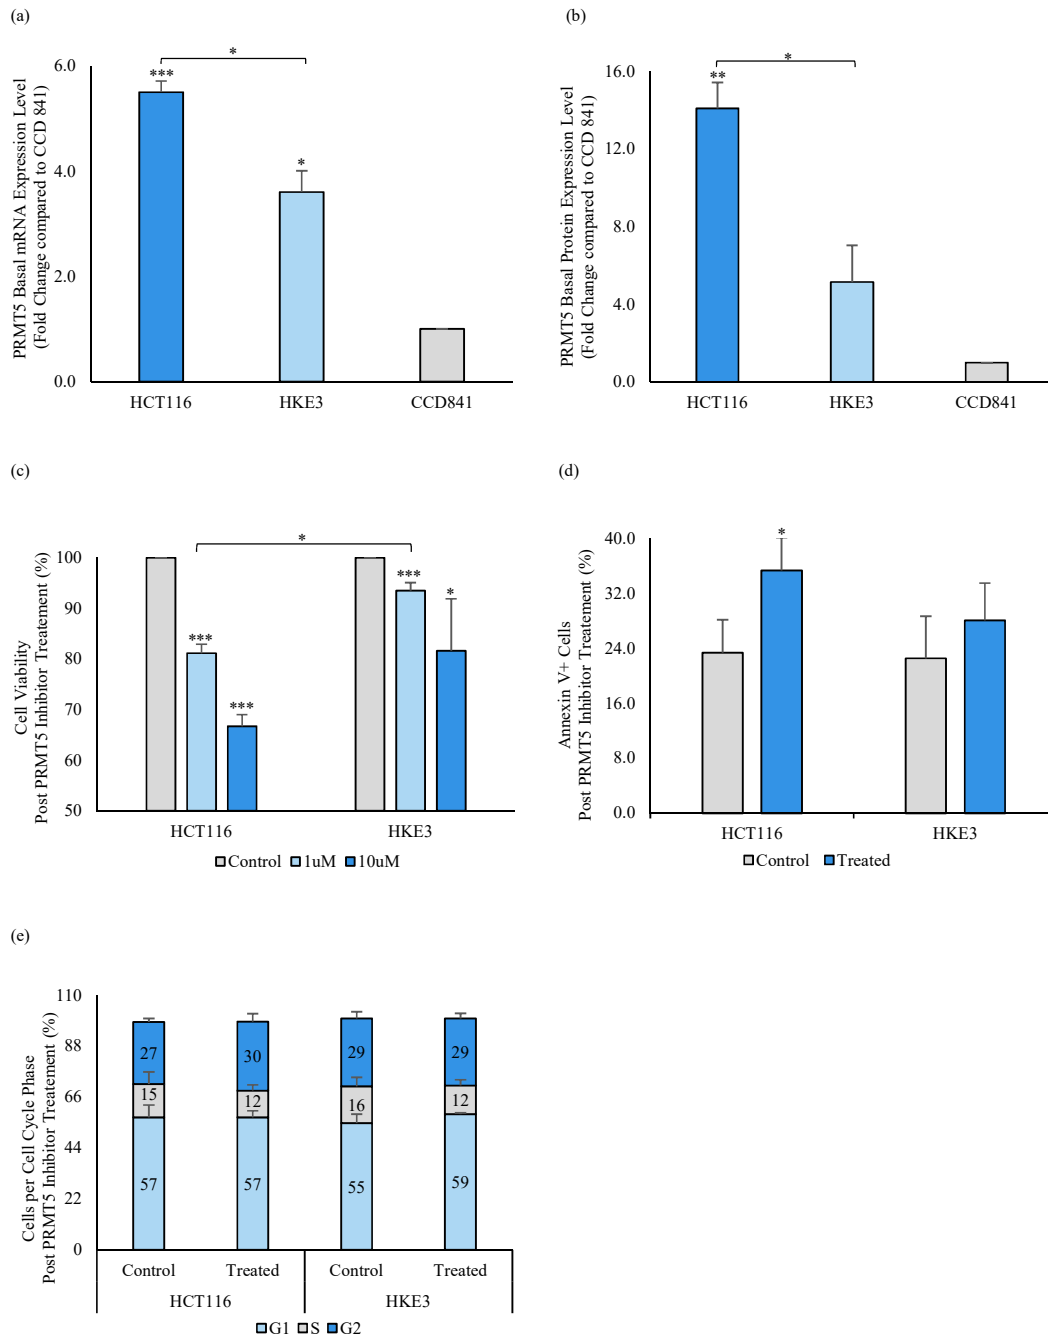 (a)
PRMT5 Basal mRNA Expression Level
(Fold Change compared to CCD 841)
6.0
4.0
2.0
0.0
*
***
*
HCT116 HKE3 CCD841
(b)
PRMT5 Basal Protein Expression Level
(Fold Change compared to CCD 841)
16.0
12.0
8.0
4.0
0.0
*
**
HCT116 HKE3 CCD841
(c)
Cell Viability
Post PRMT5 Inhibitor Treatement (%)
100
90
80
70
60
50
*
***
***
***
*
HCT116 HKE3
Control 1uM 10uM
(d)
Annexin V+ Cells
Post PRMT5 Inhibitor Treatement (%)
40.0
32.0
24.0
16.0
8.0
0.0
*
HCT116 HKE3
Control Treated
(e)
Cells per Cell Cycle Phase
Post PRMT5 Inhibitor Treatement (%)
110
88
66
44
22
0
27 30 29 29
15 12 16 12
57 57 55 59
Control Treated Control Treated
HCT116 HKE3
G1 S G2